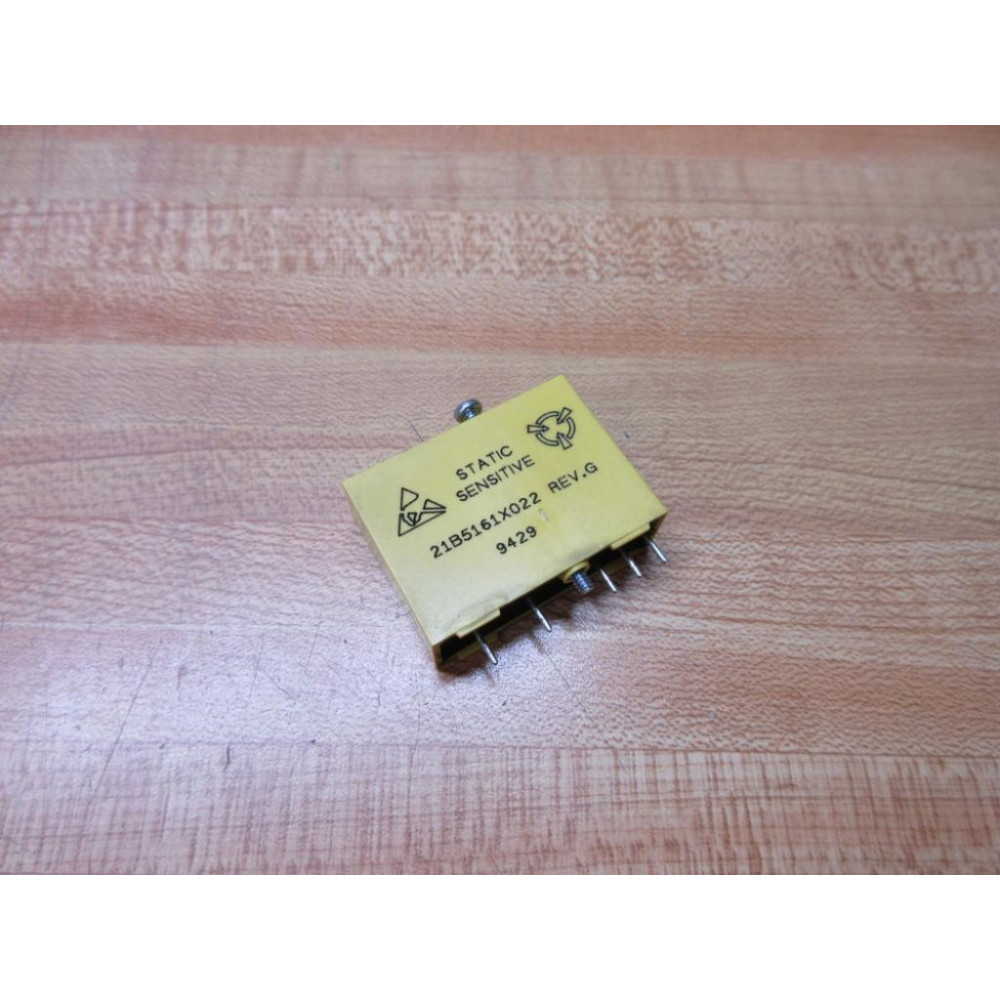 STATIC
SENSITIVE
21B5161X022 REV.G
9429